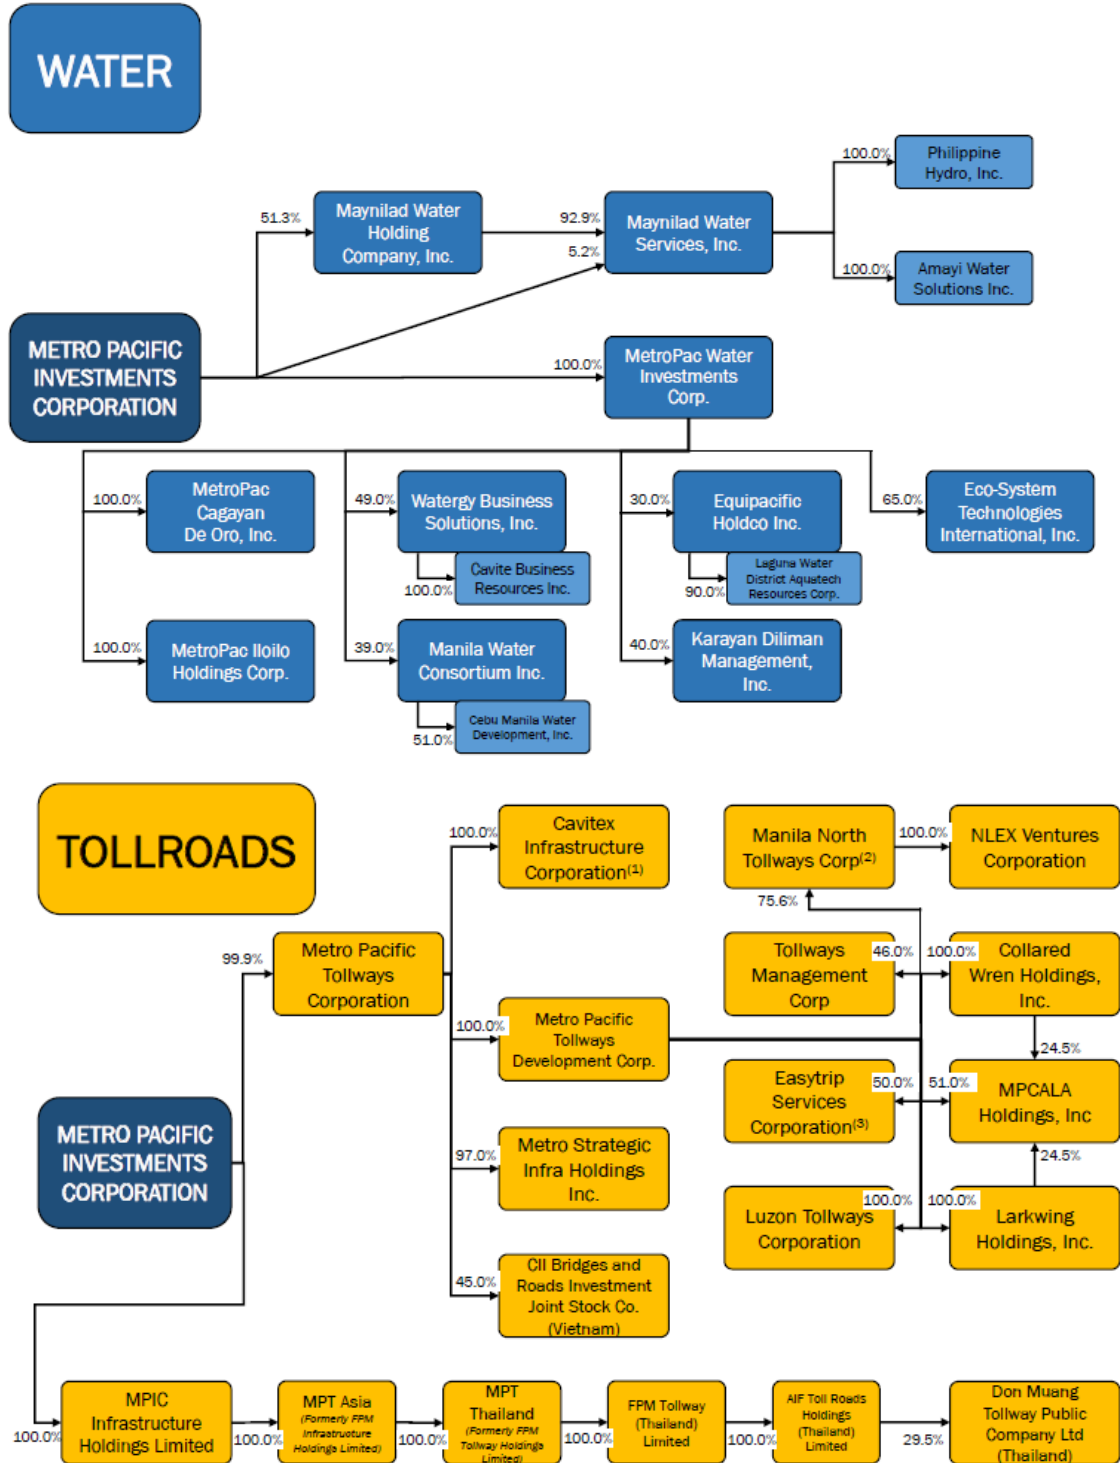 WATER
100.0%
Philippine
Hydro, Inc.
51.3%
Maynilad Water
Holding
Company, Inc.
92.9%
5.2%
Maynilad Water
Services, Inc.
100.0%
Amayi Water
Solutions Inc.
METRO PACIFIC
INVESTMENTS
CORPORATION
100.0%
MetroPac Water
Investments
Corp.
100.0%
MetroPac
Cagayan
De Oro, Inc.
49.0%
Watergy Business
Solutions, Inc.
100.0%
Cavite Business
Resources Inc.
30.0%
Equipacific
Holdco Inc.
90.0%
Laguna Water
District Aquatech
Resources Corp.
65.0%
Eco-System
Technologies
International, Inc.
100.0%
MetroPac Iloilo
Holdings Corp.
39.0%
Manila Water
Consortium Inc.
51.0%
Cebu Manila Water
Development, Inc.
40.0%
Karayan Diliman
Management,
Inc.
TOLLROADS
100.0%
Cavitex
Infrastructure
Corporation(1)
Manila North
Tollways Corp(2)
100.0%
NLEX Ventures
Corporation
75.6%
99.9%
Metro Pacific
Tollways
Corporation
Tollways
Management
Corp
46.0%
100.0%
Collared
Wren Holdings,
Inc.
100.0%
Metro Pacific
Tollways
Development Corp.
24.5%
Easytrip
Services
Corporation(3)
50.0%
51.0%
MPCALA
Holdings, Inc
METRO PACIFIC
INVESTMENTS
CORPORATION
97.0%
Metro Strategic
Infra Holdings
Inc.
24.5%
Luzon Tollways
Corporation
100.0%
100.0%
Larkwing
Holdings, Inc.
45.0%
CII Bridges and
Roads Investment
Joint Stock Co.
(Vietnam)
100.0%
MPIC
Infrastructure
Holdings Limited
100.0%
MPT Asia
(Formerly FPM
Infrastructure
Holdings Limited)
100.0%
MPT
Thailand
(Formerly FPM
Tollway Holdings
Limited)
100.0%
FPM Tollway
(Thailand)
Limited
100.0%
AIF Toll Roads
Holdings
(Thailand)
Limited
29.5%
Don Muang
Tollway Public
Company Ltd
(Thailand)